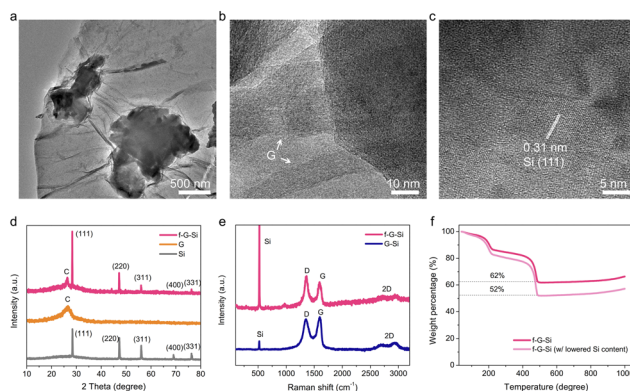 a
b
c
500 nm
G
10 nm
0.31 nm
Si (111)
5 nm
d
e
f
f-G-Si
G
Si
(111)
C
(220)
(311)
(400)
(331)
C
(111)
(220)
(311)
(400)
(331)
Intensity (a.u.)
10 20 30 40 50 60 70 80
2 Theta (degree)
f-G-Si
G-Si
Si
D
G
2D
Si
D
G
2D
Intensity (a.u.)
500 1000 1500 2000 2500 3000
Raman shift (cm⁻¹)
100
90
80
70
60
50
40
30
20
10
0
62%
52%
f-G-Si
f-G-Si (w/ lowered Si content)
Weight percentage (%)
0 200 400 600 800 1000
Temperature (degree)